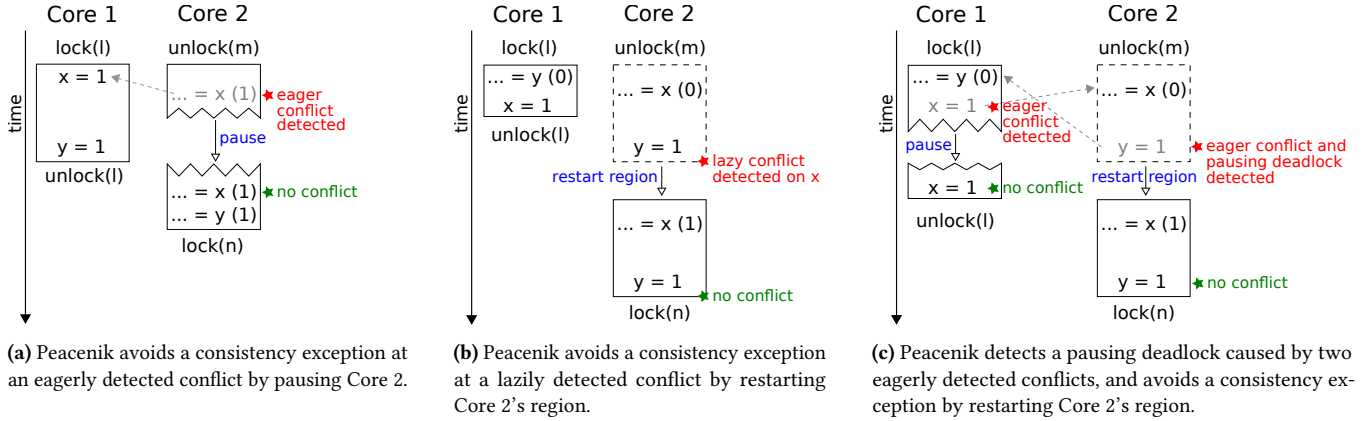 Core 1
Core 2
time
lock(l)
unlock(m)
x = 1
... = x (1)
eager
conflict
detected
pause
y = 1
unlock(l)
... = x (1)
no conflict
... = y (1)
lock(n)
(a) Peacenik avoids a consistency exception at
an eagerly detected conflict by pausing Core 2.
Core 1
Core 2
time
lock(l)
unlock(m)
... = y (0)
... = x (0)
x = 1
unlock(l)
y = 1
lazy conflict
detected on x
restart region
... = x (1)
y = 1
no conflict
lock(n)
(b) Peacenik avoids a consistency exception
at a lazily detected conflict by restarting
Core 2’s region.
Core 1
Core 2
time
lock(l)
unlock(m)
... = y (0)
... = x (0)
x = 1
eager
conflict
detected
pause
y = 1
eager conflict and
pausing deadlock
detected
restart region
x = 1
no conflict
unlock(l)
... = x (1)
y = 1
no conflict
lock(n)
(c) Peacenik detects a pausing deadlock caused by two
eagerly detected conflicts, and avoids a consistency ex-
ception by restarting Core 2’s region.